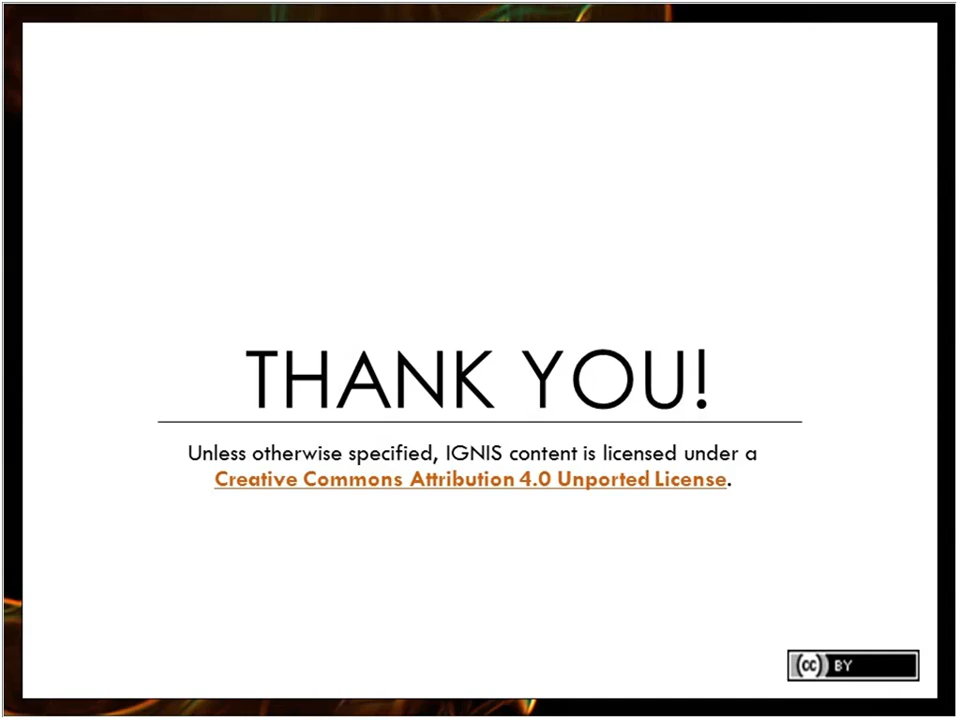 THANK YOU!
Unless otherwise specified, IGNIS content is licensed under a
Creative Commons Attribution 4.0 Unported License.
(cc) BY